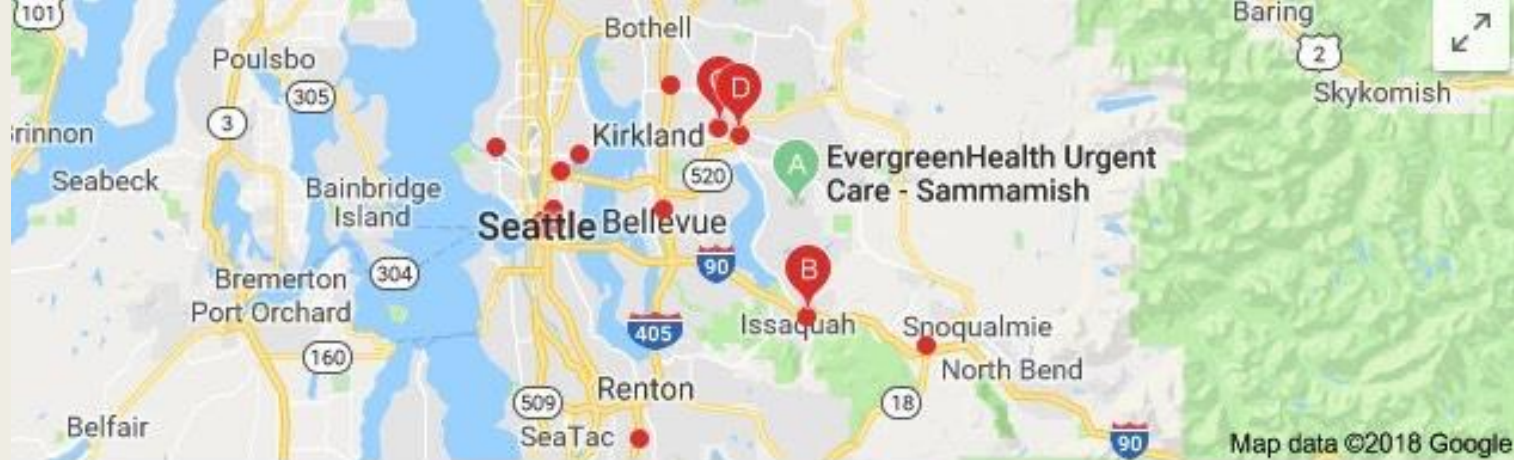 101
Poulsbo
305
3
rinnon
Seabeck
Bainbridge
Island
Bremerton
304
Port Orchard
160
Belfair
Bothell
Kirkland
D
520
A
EvergreenHealth Urgent
Care - Sammamish
Seattle
Bellevue
90
B
405
Issaquah
Snoqualmie
North Bend
Renton
509
SeaTac
18
90
Baring
2
Skykomish
Map data ©2018 Google